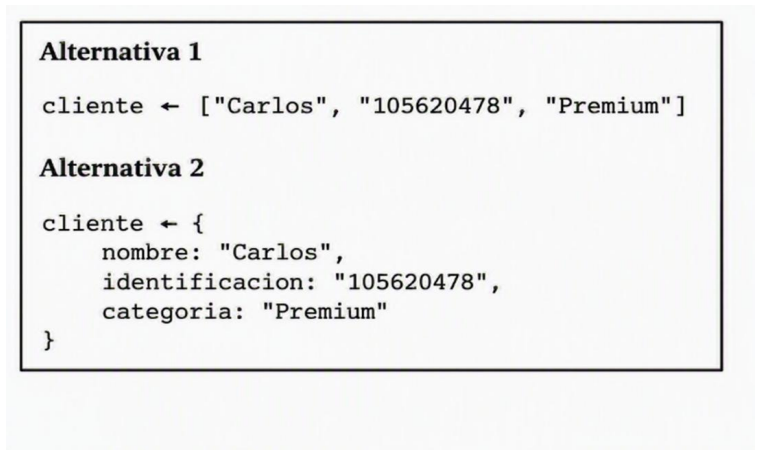 Alternativa 1
cliente ← ["Carlos", "105620478", "Premium"]
Alternativa 2
cliente ← {
    nombre: "Carlos",
    identificacion: "105620478",
    categoria: "Premium"
}